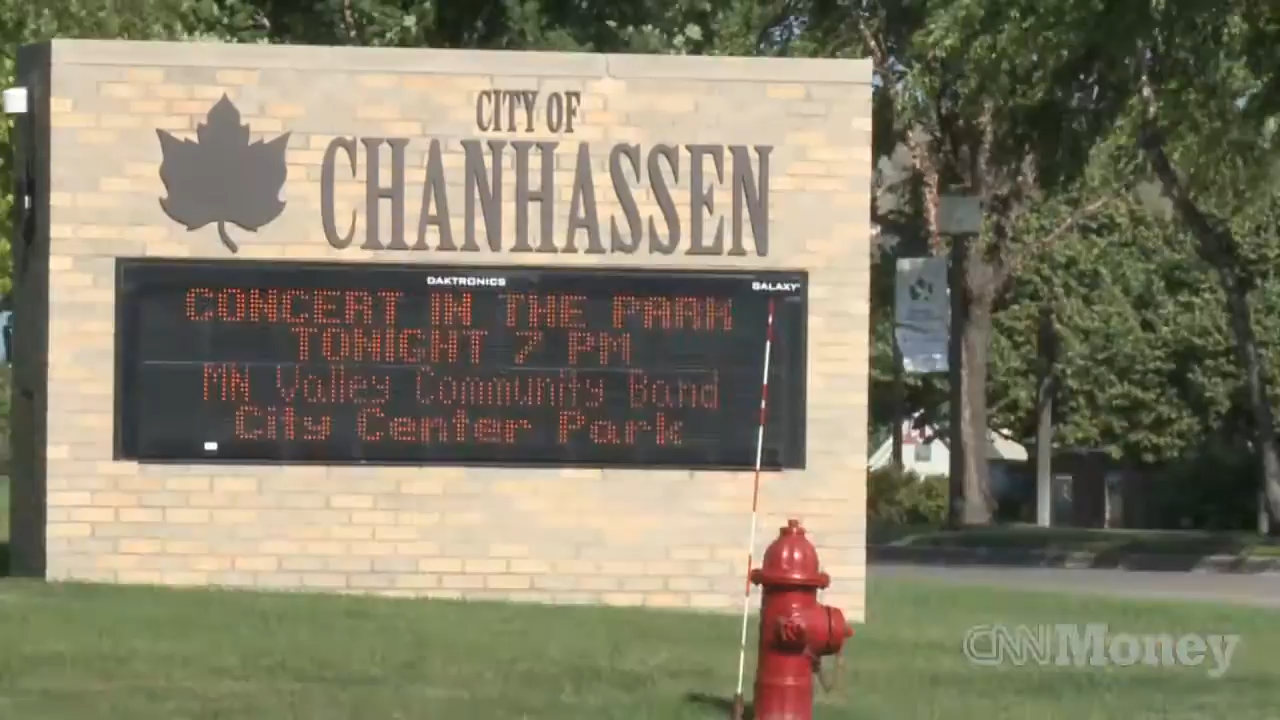 CITY OF
CHANHASSEN
DAKTRONICS
GALAXY
CONCERT IN THE PARK
TONIGHT 7 PM
MN Valley Community Band
City Center Park
CNNMoney